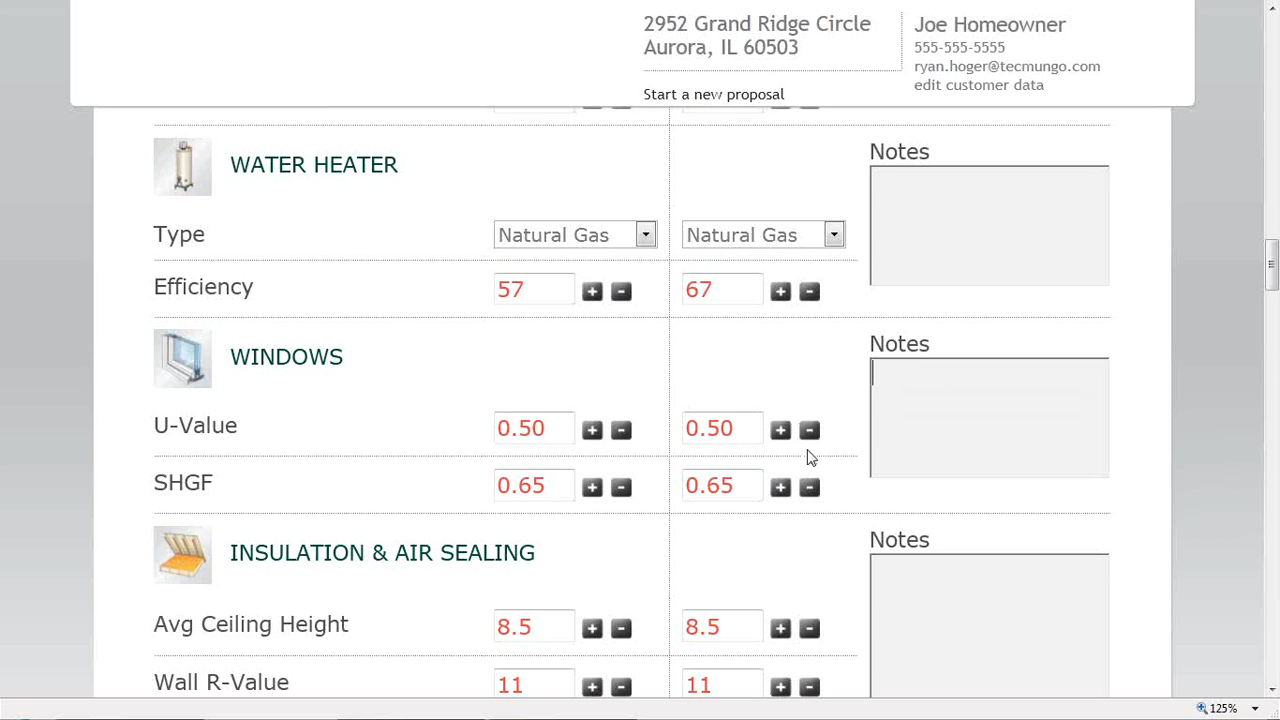 2952 Grand Ridge Circle
Aurora, IL 60503
Start a new proposal
Joe Homeowner
555-555-5555
ryan.hoger@tecmungo.com
edit customer data
WATER HEATER
Notes
Type Natural Gas Natural Gas
Efficiency 57 + - 67 + -
WINDOWS
Notes
U-Value 0.50 + - 0.50 + -
SHGF 0.65 + - 0.65 + -
INSULATION & AIR SEALING
Notes
Avg Ceiling Height 8.5 + - 8.5 + -
Wall R-Value 11 + - 11 + -
125%